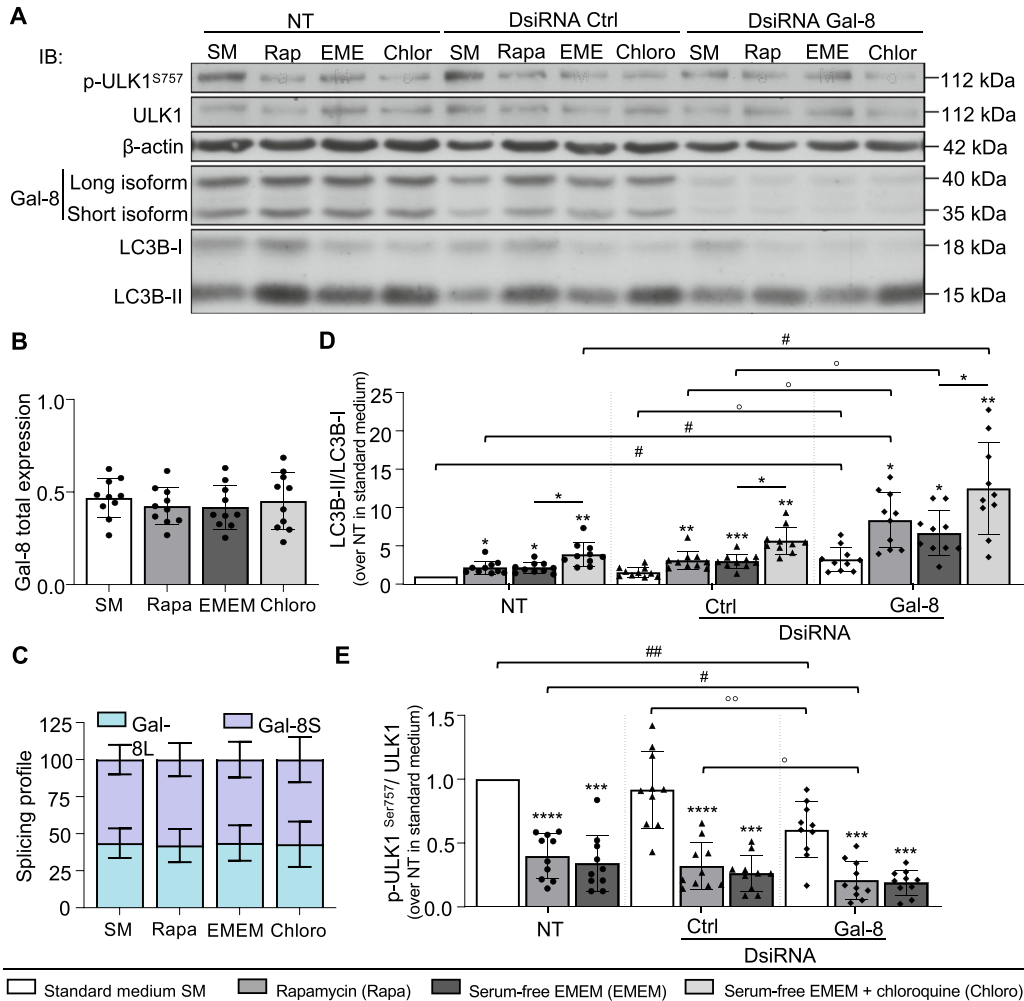 A
NT DsiRNA Ctrl DsiRNA Gal-8
IB: SM Rap EME Chlor SM Rapa EME Chloro SM Rap EME Chlor
p-ULK1S757 112 kDa
ULK1 112 kDa
β-actin 42 kDa
Gal-8
Long isoform 40 kDa
Short isoform 35 kDa
LC3B-I 18 kDa
LC3B-II 15 kDa
B
Gal-8 total expression
1.0
0.5
0.0
SM Rapa EMEM Chloro
C
Splicing profile
Gal-8L Gal-8S
125
100
75
50
25
0
SM Rapa EMEM Chloro
D
LC3B-II/LC3B-I
(over NT in standard medium)
#
°
°
°
#
#
25
20
15
10
5
0
* * * **
** *** * **
* * * **
NT Ctrl Gal-8
DsiRNA
E
p-ULK1 Ser757/ ULK1
(over NT in standard medium)
##
#
°°
°
1.5
1.0
0.5
0.0
**** *** **** *** *** ***
NT Ctrl Gal-8
DsiRNA
Standard medium SM Rapamycin (Rapa) Serum-free EMEM (EMEM) Serum-free EMEM + chloroquine (Chloro)